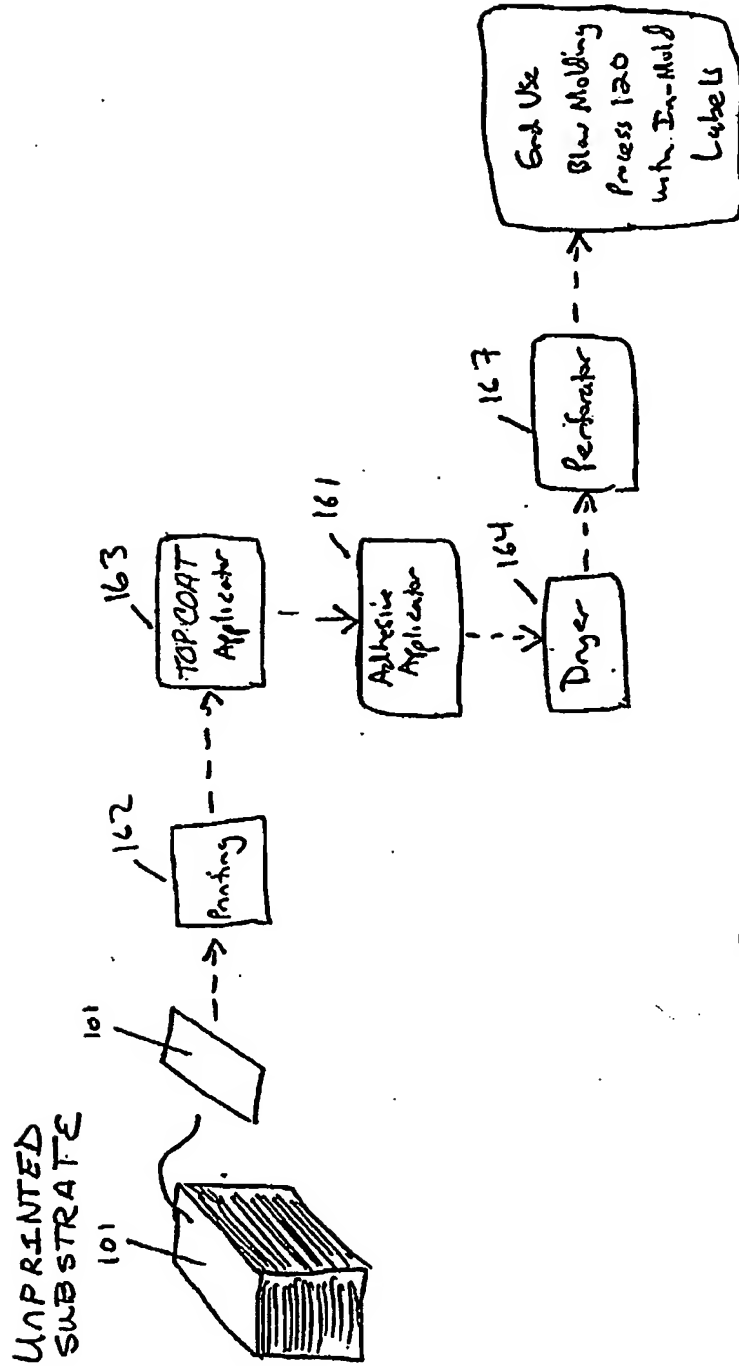 UNPRINTED
SUBSTRATE
101
101
162
Printing
163
TOP.COAT
Applicator
161
Adhesive
Applicator
164
Dryer
167
Perforator
End Use
Blow Molding
Process 120
with In-Mold
Labels